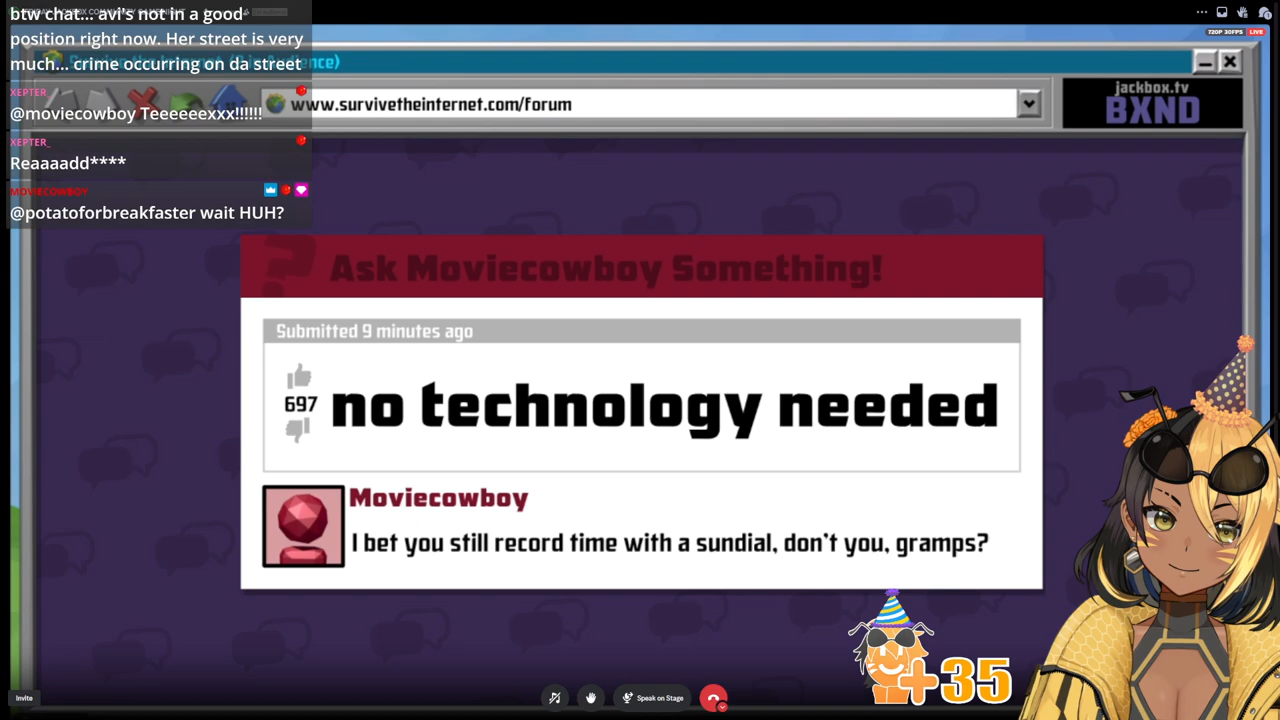 btw chat... avi's not in a good
position right now. Her street is very
much... crime occurring on da street
XEPTER_
@moviecowboy Teeeeeexxx!!!!!!
XEPTER_
Reaaaadd****
MOVIECOWBOY
@potatoforbreakfaster wait HUH?
720P 30FPS LIVE
www.survivetheinternet.com/forum
jackbox.tv
BXND
Ask Moviecowboy Something!
Submitted 9 minutes ago
697
no technology needed
Moviecowboy
I bet you still record time with a sundial, don't you, gramps?
+35
Invite
Speak on Stage